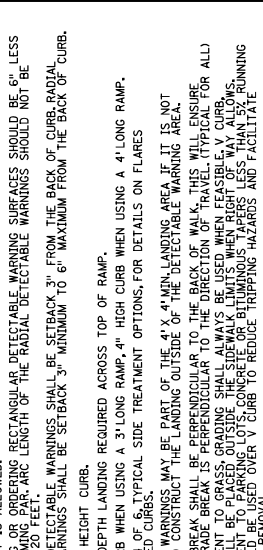 RECTANGULAR DETECTABLE WARNING SURFACES SHOULD BE 6" LESS
MING PAR. ARC LENGTH OF THE RADIAL DETECTABLE WARNINGS SHOULD NOT BE
20 FEET.
DETECTABLE WARNINGS SHALL BE SETBACK 3" FROM THE BACK OF CURB. RADIAL
ARNINGS SHALL BE SETBACK 3" MINIMUM TO 6" MAXIMUM FROM THE BACK OF CURB.
HEIGHT CURB.
DEPTH LANDING REQUIRED ACROSS TOP OF RAMP.
B WHEN USING A 3' LONG RAMP, 4" HIGH CURB WHEN USING A 4' LONG RAMP.
OF 6, TYPICAL SIDE TREATMENT OPTIONS, FOR DETAILS ON FLARES
ED CURBS.
WARNINGS MAY BE PART OF THE 4' X 4' MIN. LANDING AREA IF IT IS NOT
CONSTRUCT THE LANDING OUTSIDE OF THE DETECTABLE WARNING AREA.
BREAK SHALL BE PERPENDICULAR TO THE BACK OF WALK. THIS WILL ENSURE
ADE BREAK IS PERPENDICULAR TO THE DIRECTION OF TRAVEL. (TYPICAL FOR ALL)
ENT TO GRASS, GRADING SHALL ALWAYS BE USED WHEN FEASIBLE. V CURB,
LL BE PLACED OUTSIDE THE SIDEWALK LIMITS WHEN RIGHT OF WAY ALLOWS.
ENT TO PARKING LOTS, CONCRETE OR BITUMINOUS TAPERS LESS THAN 5% RUNNING
D BE USED OVER V CURB TO REDUCE TRIPPING HAZARDS AND FACILITATE
REMOVAL